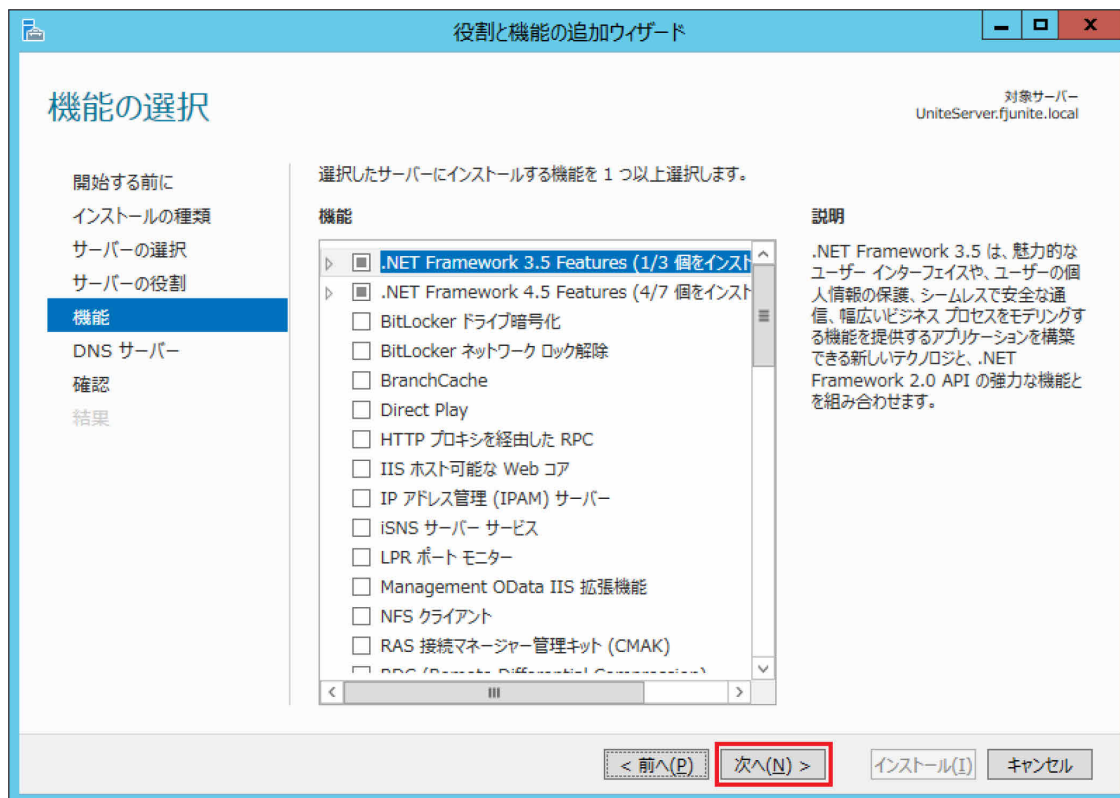 役割と機能の追加ウィザード
機能の選択
対象サーバー
UniteServer.fjunite.local
開始する前に
インストールの種類
サーバーの選択
サーバーの役割
機能
DNS サーバー
確認
結果
選択したサーバーにインストールする機能を 1 つ以上選択します。
機能
.NET Framework 3.5 Features (1/3 個をインスト
.NET Framework 4.5 Features (4/7 個をインスト
BitLocker ドライブ暗号化
BitLocker ネットワーク ロック解除
BranchCache
Direct Play
HTTP プロキシを経由した RPC
IIS ホスト可能な Web コア
IP アドレス管理 (IPAM) サーバー
iSNS サーバー サービス
LPR ポート モニター
Management OData IIS 拡張機能
NFS クライアント
RAS 接続マネージャー管理キット (CMAK)
RDC (Remote Differential Compression)
説明
.NET Framework 3.5 は、魅力的な
ユーザー インターフェイスや、ユーザーの個
人情報の保護、シームレスで安全な通
信、幅広いビジネス プロセスをモデリングす
る機能を提供するアプリケーションを構築
できる新しいテクノロジと、.NET
Framework 2.0 API の強力な機能と
を組み合わせます。
< 前へ(P)
次へ(N) >
インストール(I)
キャンセル